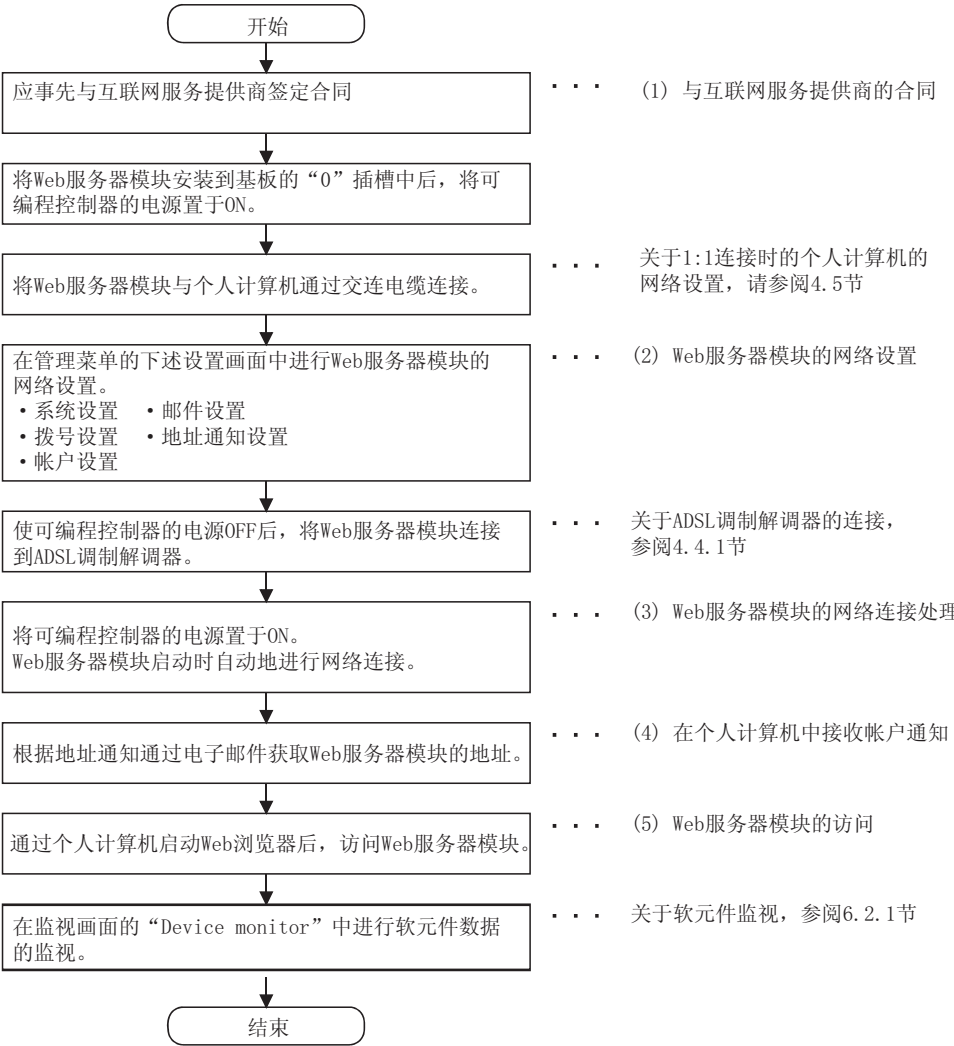 开始
应事先与互联网服务提供商签定合同
··· (1) 与互联网服务提供商的合同
将Web服务器模块安装到基板的“0”插槽中后，将可
编程控制器的电源置于ON。
将Web服务器模块与个人计算机通过交连电缆连接。
··· 关于1:1连接时的个人计算机的
网络设置，请参阅4.5节
在管理菜单的下述设置画面中进行Web服务器模块的
网络设置。
·系统设置 ·邮件设置
·拨号设置 ·地址通知设置
·帐户设置
··· (2) Web服务器模块的网络设置
使可编程控制器的电源OFF后，将Web服务器模块连接
到ADSL调制解调器。
··· 关于ADSL调制解调器的连接，
参阅4.4.1节
将可编程控制器的电源置于ON。
Web服务器模块启动时自动地进行网络连接。
··· (3) Web服务器模块的网络连接处理
根据地址通知通过电子邮件获取Web服务器模块的地址。
··· (4) 在个人计算机中接收帐户通知
通过个人计算机启动Web浏览器后，访问Web服务器模块。
··· (5) Web服务器模块的访问
在监视画面的“Device monitor”中进行软元件数据
的监视。
··· 关于软元件监视，参阅6.2.1节
结束